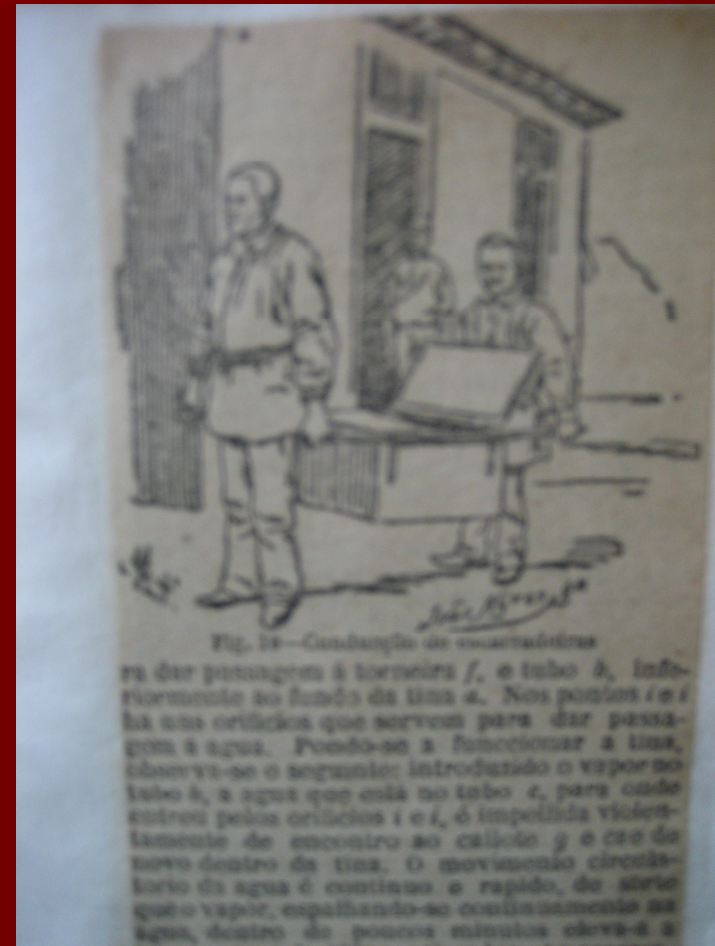 Fig. 10—Conducção de escarradeiras
ra dar passagem á torneira f, e tubo b, infe-
riormente ao fundo da tina a. Nos pontos i e i
ha uns orificios que servem para dar passa-
gem á agua. Pondo-se a funccionar a tina,
observa-se o seguinte: introduzido o vapor no
tubo b, a agua que está no tubo c, para onde
entrou pelos orificios i e i, é impellida violen-
tamente de encontro ao callote g e cae de
novo dentro da tina. O movimento circula-
torio da agua é continuo e rapido, de sorte
que o vapor, espalhando-se continuamente na
agua, dentro de poucos minutos eleva-a a